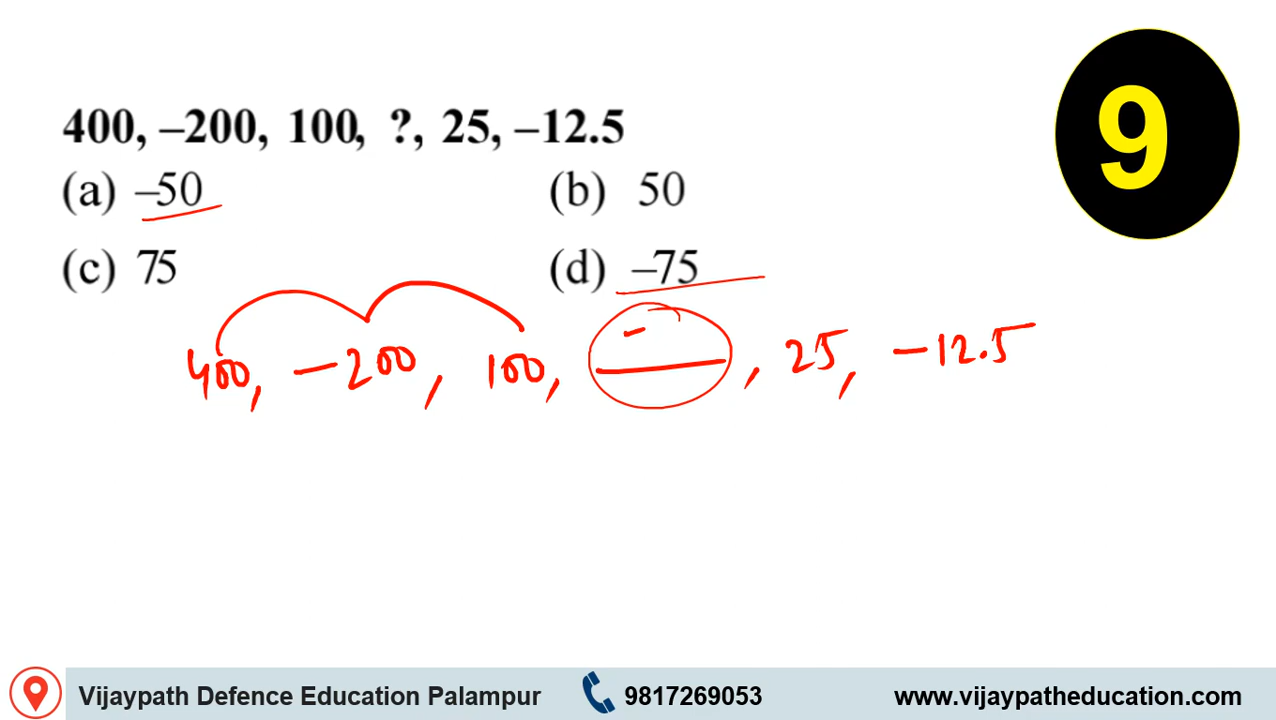 400, –200, 100, ?, 25, –12.5
(a) –50 (b) 50
(c) 75 (d) –75
400, -200, 100, -, 25, -12.5
9
Vijaypath Defence Education Palampur 9817269053 www.vijaypatheducation.com